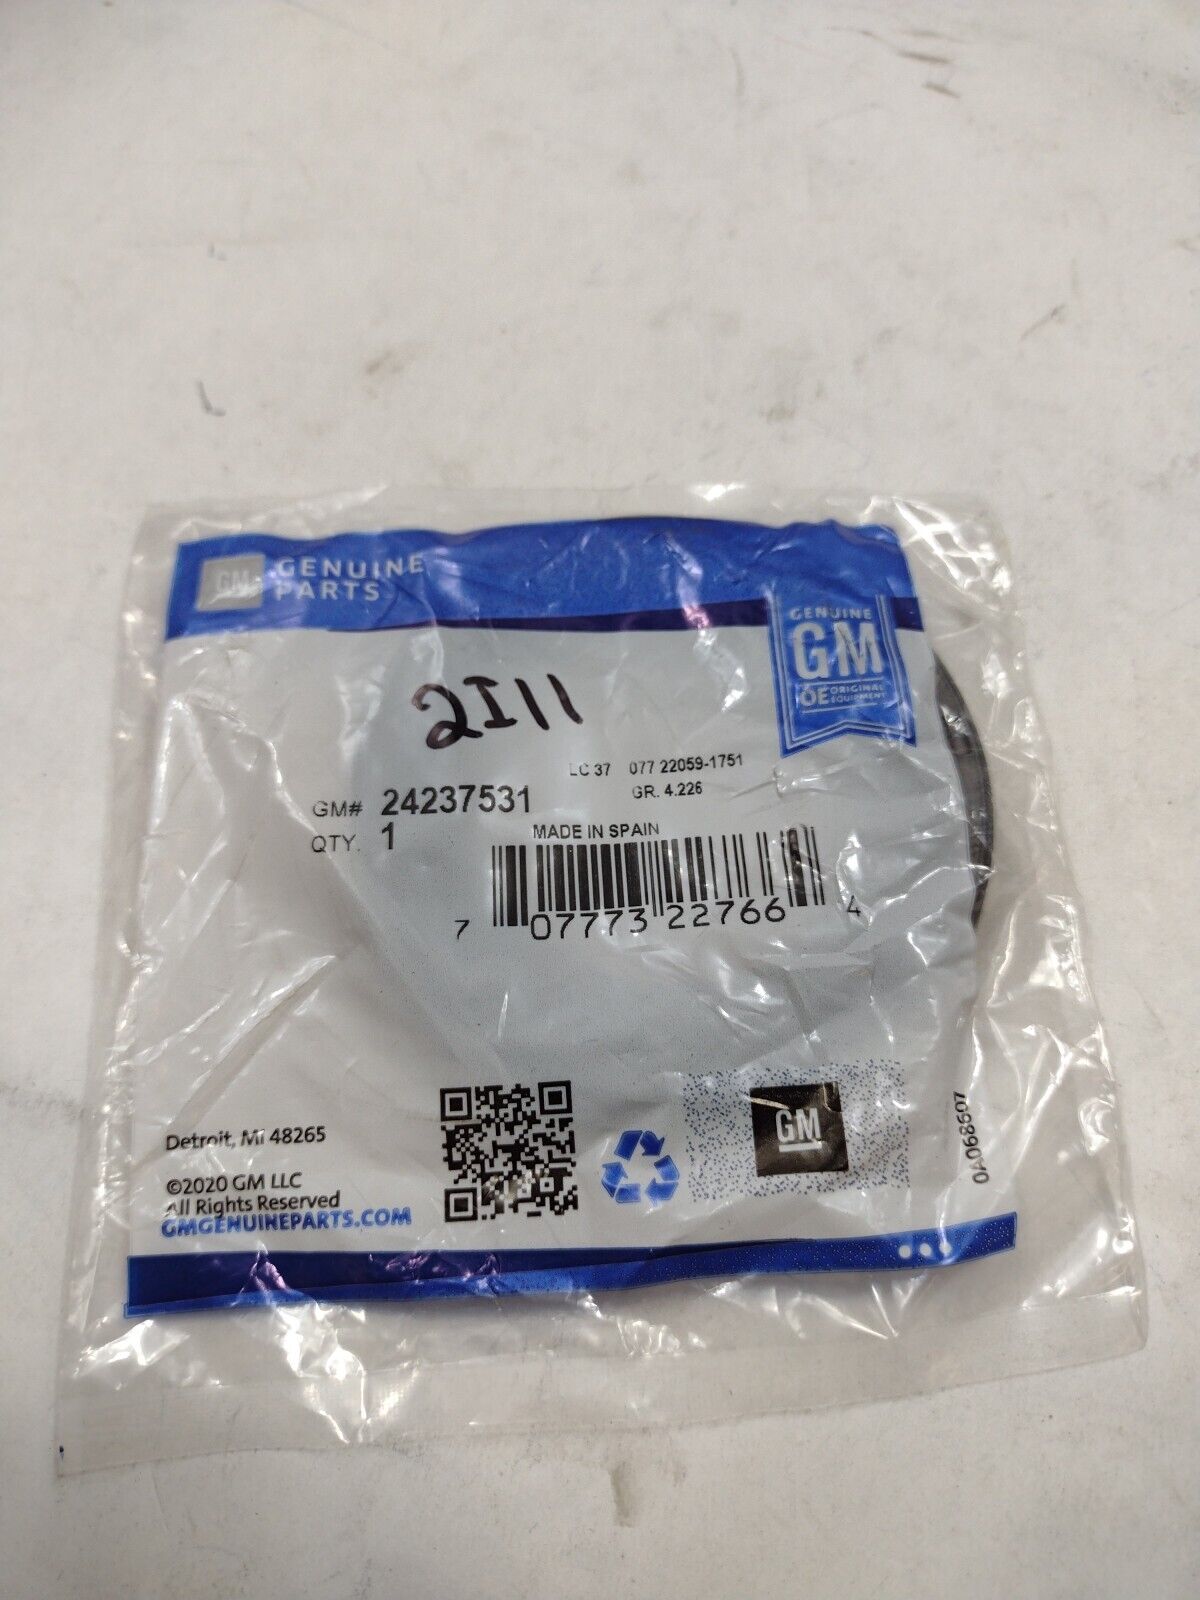 GM GENUINE
PARTS
GENUINE
GM
OE ORIGINAL
EQUIPMENT
2I11
LC 37 077 22059-1751
GR. 4.226
GM# 24237531
QTY. 1
MADE IN SPAIN
7 07773 22766 4
Detroit, MI 48265
©2020 GM LLC
All Rights Reserved
GMGENUINEPARTS.COM
GM
0A068607